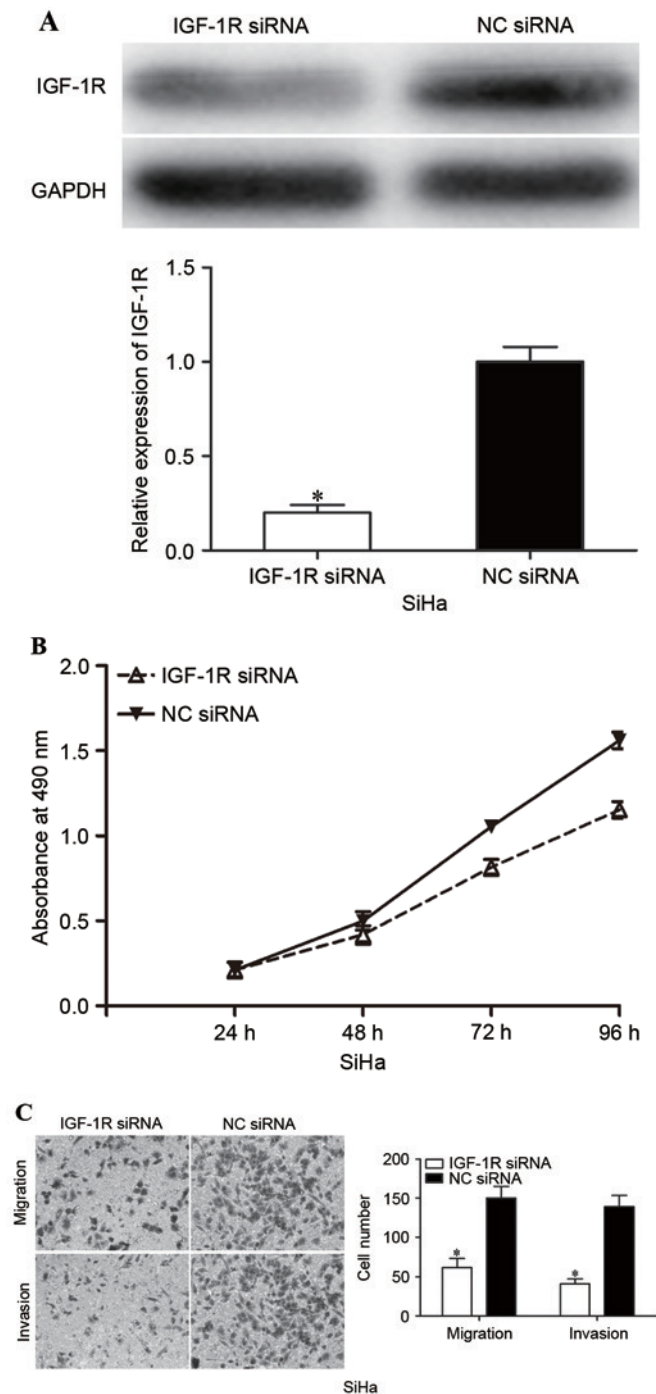 A
IGF-1R siRNA NC siRNA
IGF-1R
GAPDH
Relative expression of IGF-1R
1.5
1.0
0.5
0.0
*
IGF-1R siRNA NC siRNA
SiHa
B
Absorbance at 490 nm
2.0
1.5
1.0
0.5
0.0
IGF-1R siRNA
NC siRNA
24 h 48 h 72 h 96 h
SiHa
C
IGF-1R siRNA NC siRNA
Migration
Invasion
Cell number
200
150
100
50
0
IGF-1R siRNA
NC siRNA
* *
Migration Invasion
SiHa